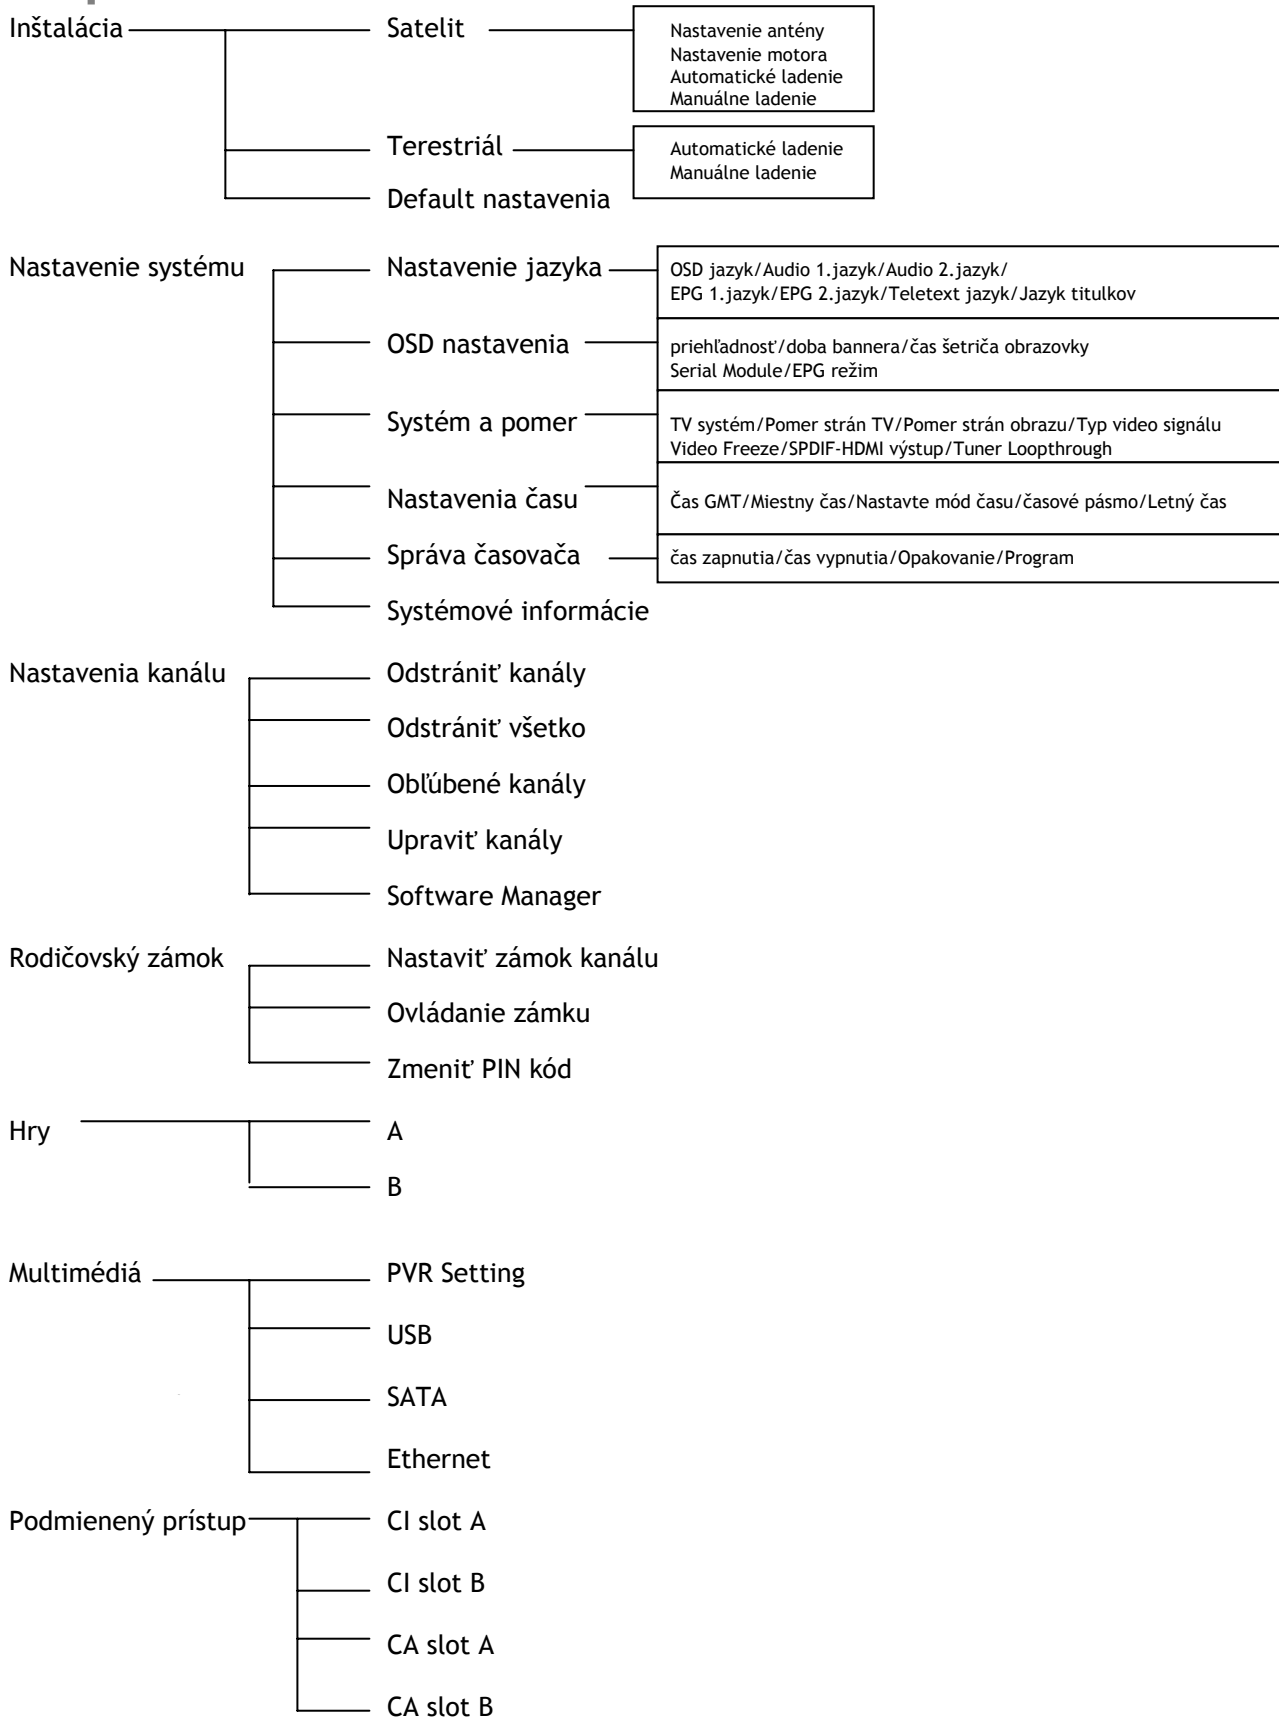 Inštalácia
Satelit
Nastavenie antény
Nastavenie motora
Automatické ladenie
Manuálne ladenie
Terestriál
Automatické ladenie
Manuálne ladenie
Default nastavenia
Nastavenie systému
Nastavenie jazyka
OSD jazyk/Audio 1.jazyk/Audio 2.jazyk/
EPG 1.jazyk/EPG 2.jazyk/Teletext jazyk/Jazyk titulkov
OSD nastavenia
priehľadnosť/doba bannera/čas šetriča obrazovky
Serial Module/EPG režim
Systém a pomer
TV systém/Pomer strán TV/Pomer strán obrazu/Typ video signálu
Video Freeze/SPDIF-HDMI výstup/Tuner Loopthrough
Nastavenia času
Čas GMT/Miestny čas/Nastavte mód času/časové pásmo/Letný čas
Správa časovača
čas zapnutia/čas vypnutia/Opakovanie/Program
Systémové informácie
Nastavenia kanálu
Odstrániť kanály
Odstrániť všetko
Obľúbené kanály
Upraviť kanály
Software Manager
Rodičovský zámok
Nastaviť zámok kanálu
Ovládanie zámku
Zmeniť PIN kód
Hry
A
B
Multimédiá
PVR Setting
USB
SATA
Ethernet
Podmienený prístup
CI slot A
CI slot B
CA slot A
CA slot B